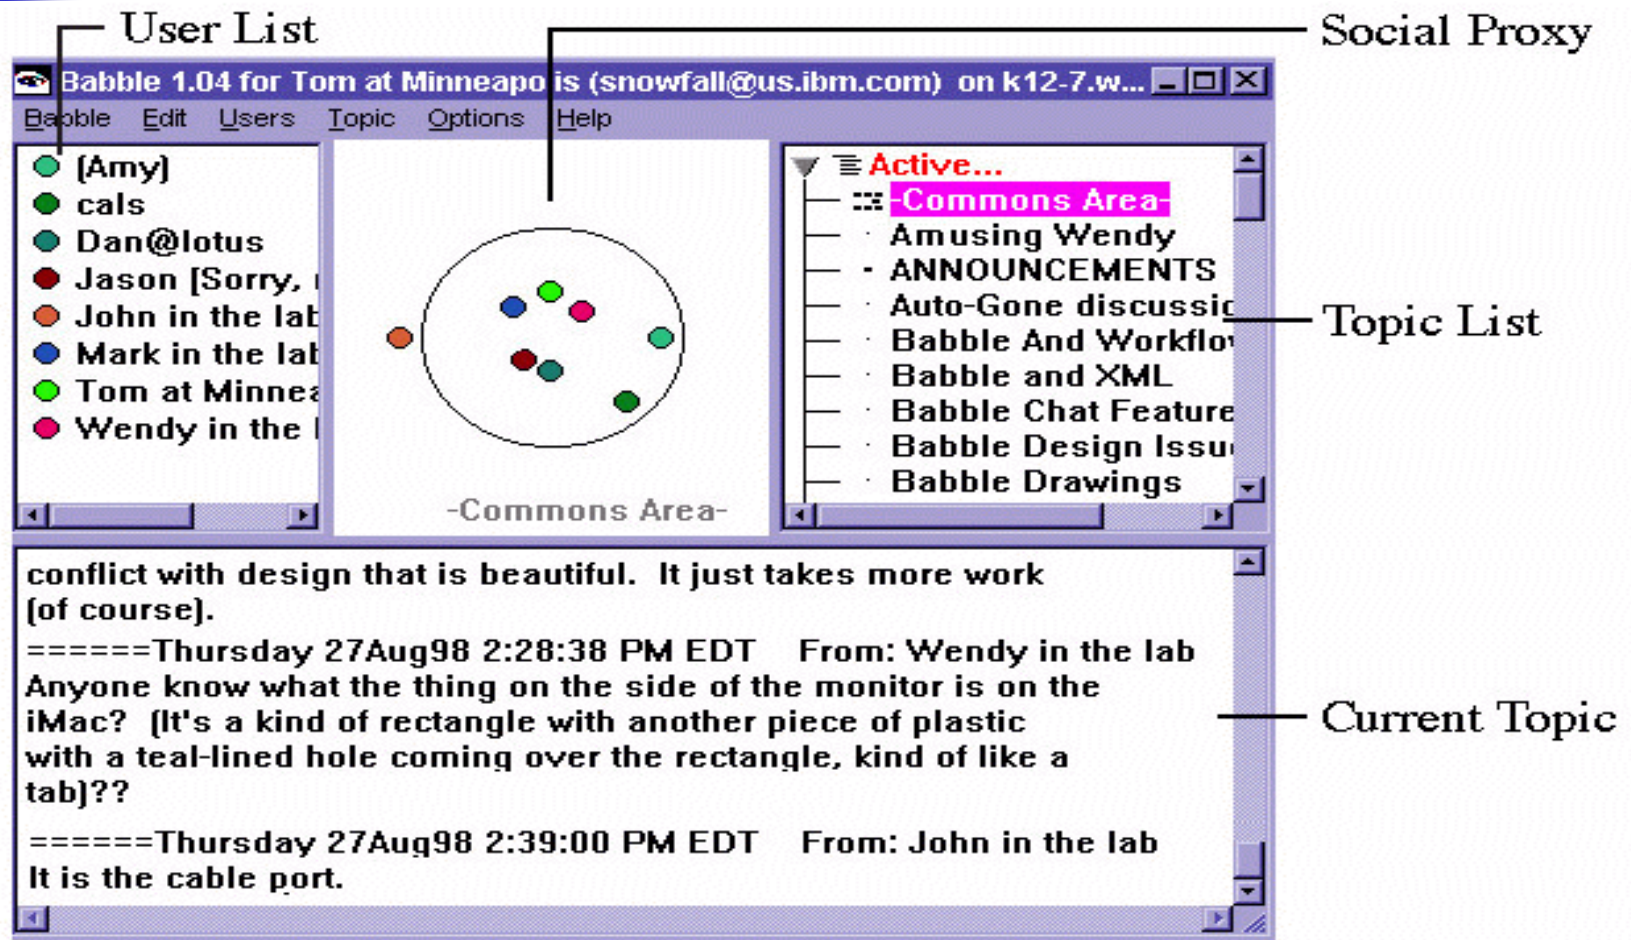 User List
Social Proxy
Babble 1.04 for Tom at Minneapolis (snowfall@us.ibm.com) on k12-7.w...
Babble Edit Users Topic Options Help
(Amy)
cals
Dan@lotus
Jason [Sorry,
John in the lab
Mark in the lab
Tom at Minnea
Wendy in the
-Commons Area-
Active...
-Commons Area-
Amusing Wendy
ANNOUNCEMENTS
Auto-Gone discussio
Babble And Workflow
Babble and XML
Babble Chat Feature
Babble Design Issu
Babble Drawings
Topic List
conflict with design that is beautiful. It just takes more work
(of course).
======Thursday 27Aug98 2:28:38 PM EDT From: Wendy in the lab
Anyone know what the thing on the side of the monitor is on the
iMac? (It's a kind of rectangle with another piece of plastic
with a teal-lined hole coming over the rectangle, kind of like a
tab)??
======Thursday 27Aug98 2:39:00 PM EDT From: John in the lab
It is the cable port.
Current Topic